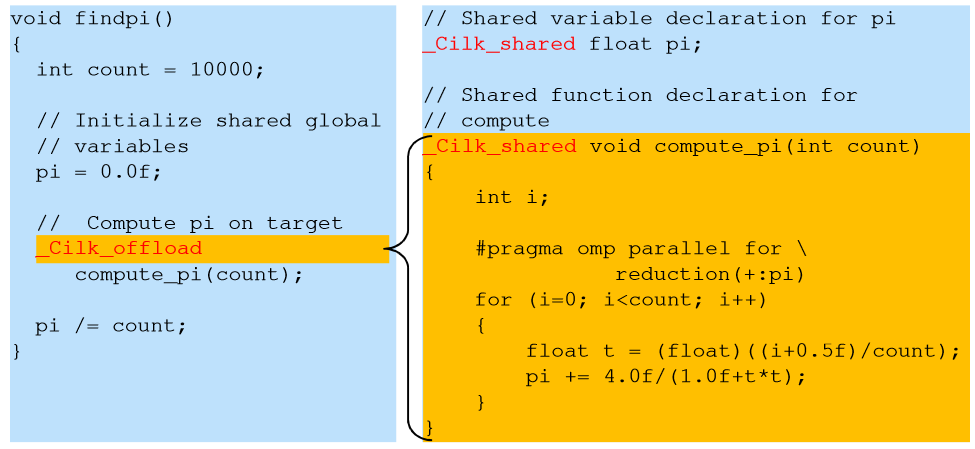 void findpi()
{
  int count = 10000;

  // Initialize shared global
  // variables
  pi = 0.0f;

  //  Compute pi on target
  _Cilk_offload
     compute_pi(count);

  pi /= count;
}
// Shared variable declaration for pi
_Cilk_shared float pi;

// Shared function declaration for
// compute
_Cilk_shared void compute_pi(int count)
{
    int i;

    #pragma omp parallel for \
               reduction(+:pi)
    for (i=0; i<count; i++)
    {
        float t = (float)((i+0.5f)/count);
        pi += 4.0f/(1.0f+t*t);
    }
}